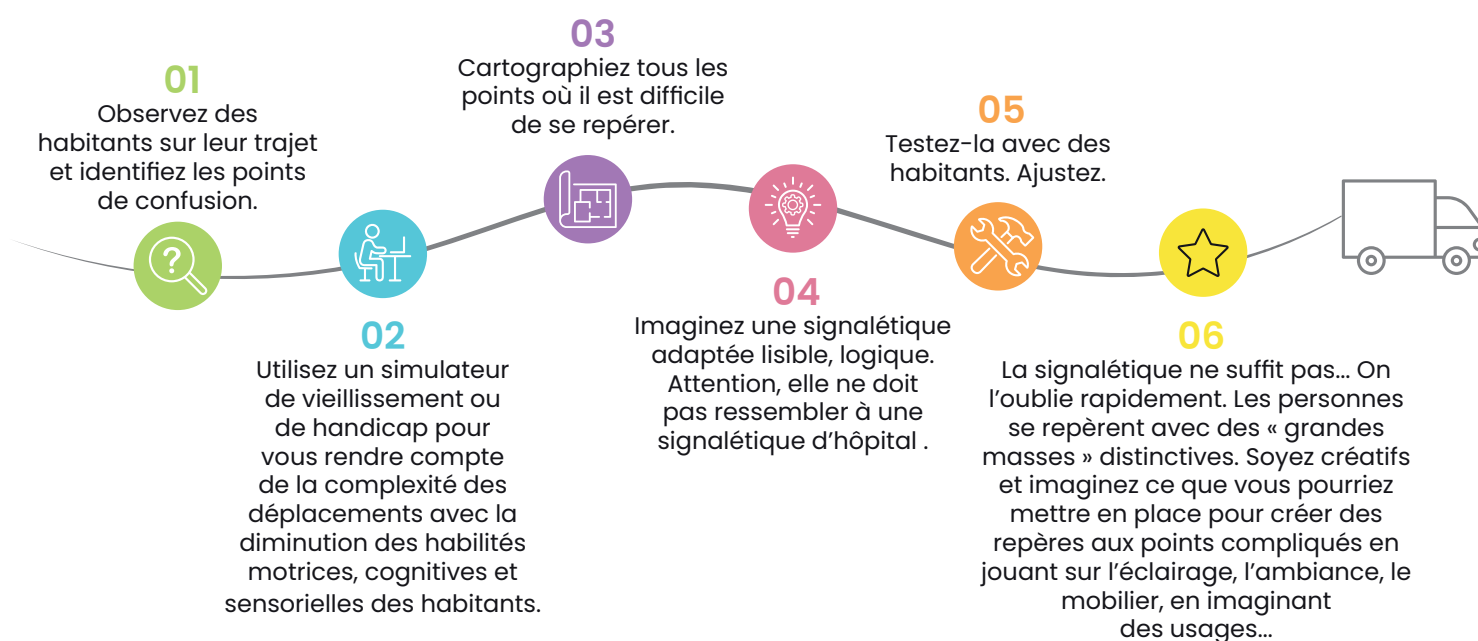 01
Observez des
habitants sur leur trajet
et identifiez les points
de confusion.
?
02
Utilisez un simulateur
de vieillissement ou
de handicap pour
vous rendre compte
de la complexité des
déplacements avec la
diminution des habilités
motrices, cognitives et
sensorielles des habitants.
03
Cartographiez tous les
points où il est difficile
de se repérer.
04
Imaginez une signalétique
adaptée lisible, logique.
Attention, elle ne doit
pas ressembler à une
signalétique d’hôpital .
05
Testez-la avec des
habitants. Ajustez.
06
La signalétique ne suffit pas... On
l’oublie rapidement. Les personnes
se repèrent avec des « grandes
masses » distinctives. Soyez créatifs
et imaginez ce que vous pourriez
mettre en place pour créer des
repères aux points compliqués en
jouant sur l’éclairage, l’ambiance, le
mobilier, en imaginant
des usages...